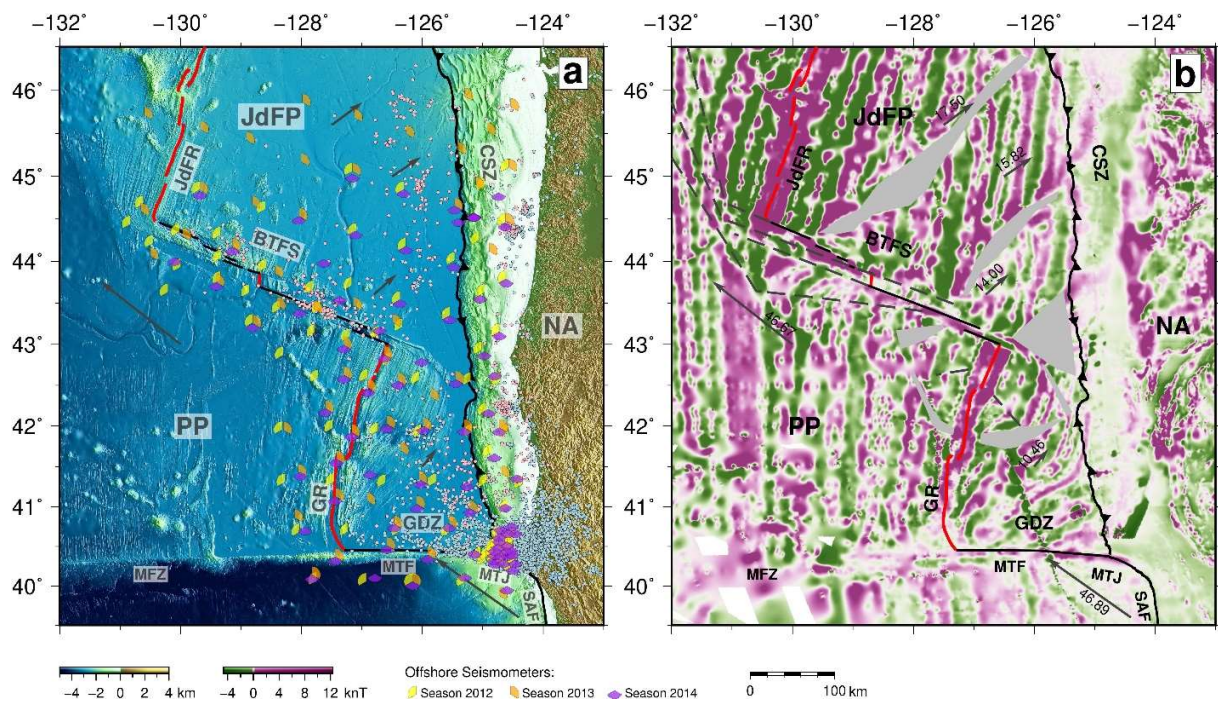 −132 −130 −128 −126 −124
−132 −130 −128 −126 −124
a
b
46˚
46˚
45˚
45˚
44˚
44˚
43˚
43˚
42˚
42˚
41˚
41˚
40˚
40˚
JdFP
JdFR
CSZ
BTFS
NA
PP
GR
GDZ
MFZ
MTF
MTJ
SAF
JdFP
17.50
JdFR
CSZ
15.82
BTFS
14.00
46.67
NA
PP
10.46
GR
GDZ
MFZ
MTF
MTJ
46.89
SAF
−4 −2 0 2 4 km
−4 0 4 8 12 knT
Offshore Seismometers:
Season 2012 Season 2013 Season 2014
0 100
km